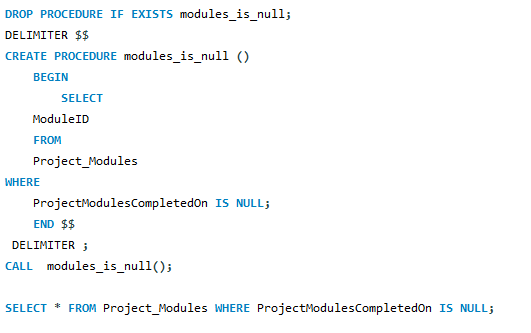 DROP PROCEDURE IF EXISTS modules_is_null;
DELIMITER $$
CREATE PROCEDURE modules_is_null ()
    BEGIN
        SELECT
    ModuleID
    FROM
    Project_Modules
WHERE
    ProjectModulesCompletedOn IS NULL;
    END $$
 DELIMITER ;
CALL  modules_is_null();

SELECT * FROM Project_Modules WHERE ProjectModulesCompletedOn IS NULL;